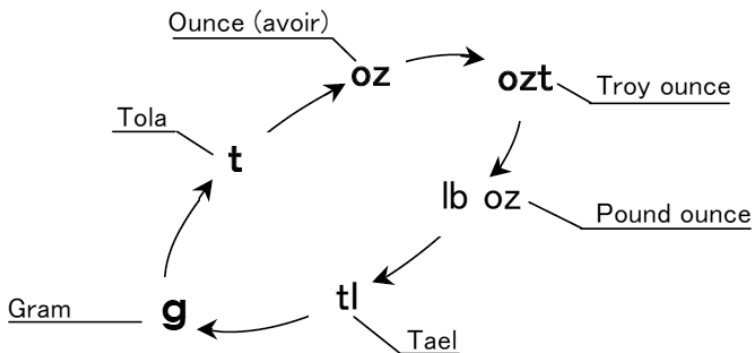 Ounce (avoir)
oz
ozt
Troy ounce
Tola
t
lb oz
Pound ounce
Gram
g
tl
Tael